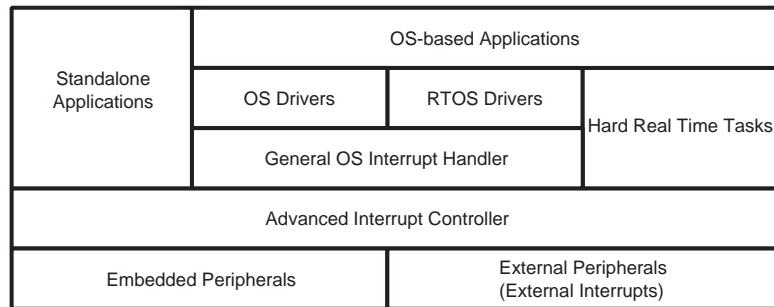 OS-based Applications
Standalone
Applications
OS Drivers
RTOS Drivers
Hard Real Time Tasks
General OS Interrupt Handler
Advanced Interrupt Controller
Embedded Peripherals
External Peripherals
(External Interrupts)